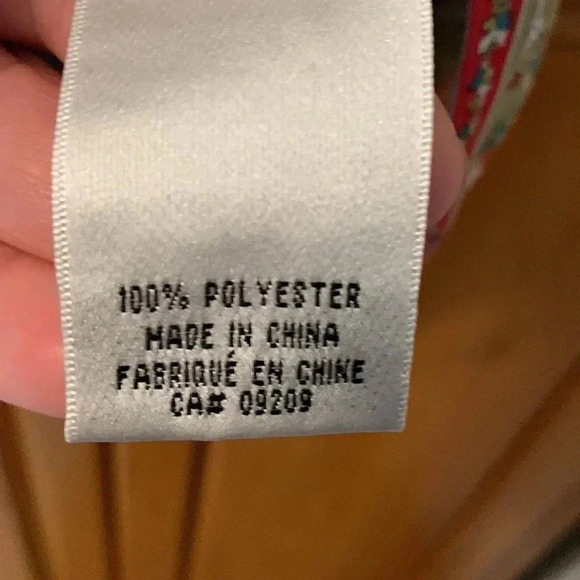 100% POLYESTER
MADE IN CHINA
FABRIQUÉ EN CHINE
CA# 09209